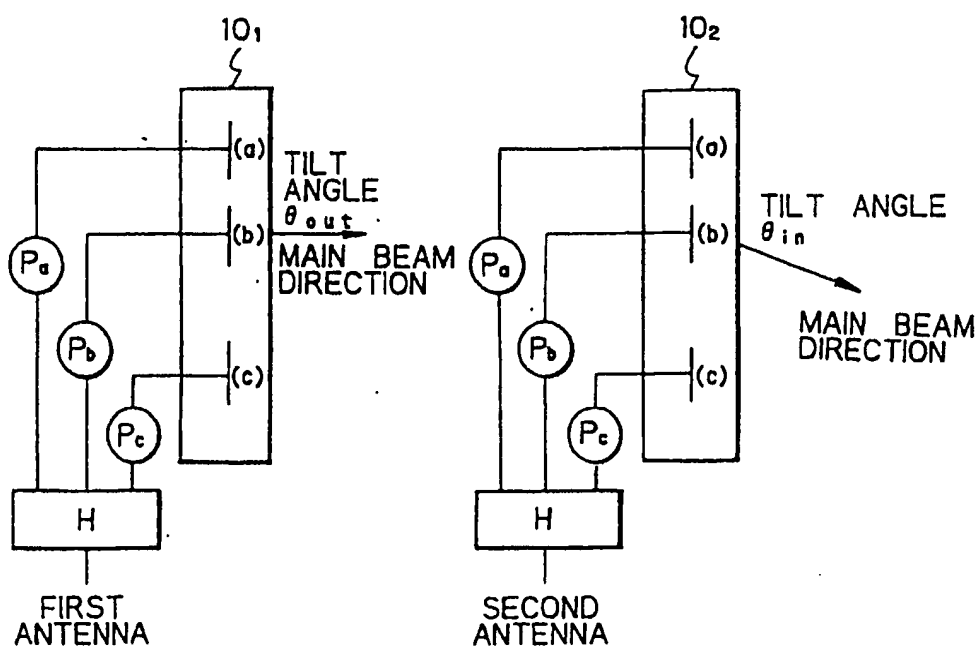 10₁
(a)
TILT
ANGLE
θout
(b)
MAIN BEAM
DIRECTION
Pa
Pb
(c)
Pc
H
FIRST
ANTENNA
10₂
(a)
TILT ANGLE
θin
(b)
MAIN BEAM
DIRECTION
Pa
Pb
(c)
Pc
H
SECOND
ANTENNA